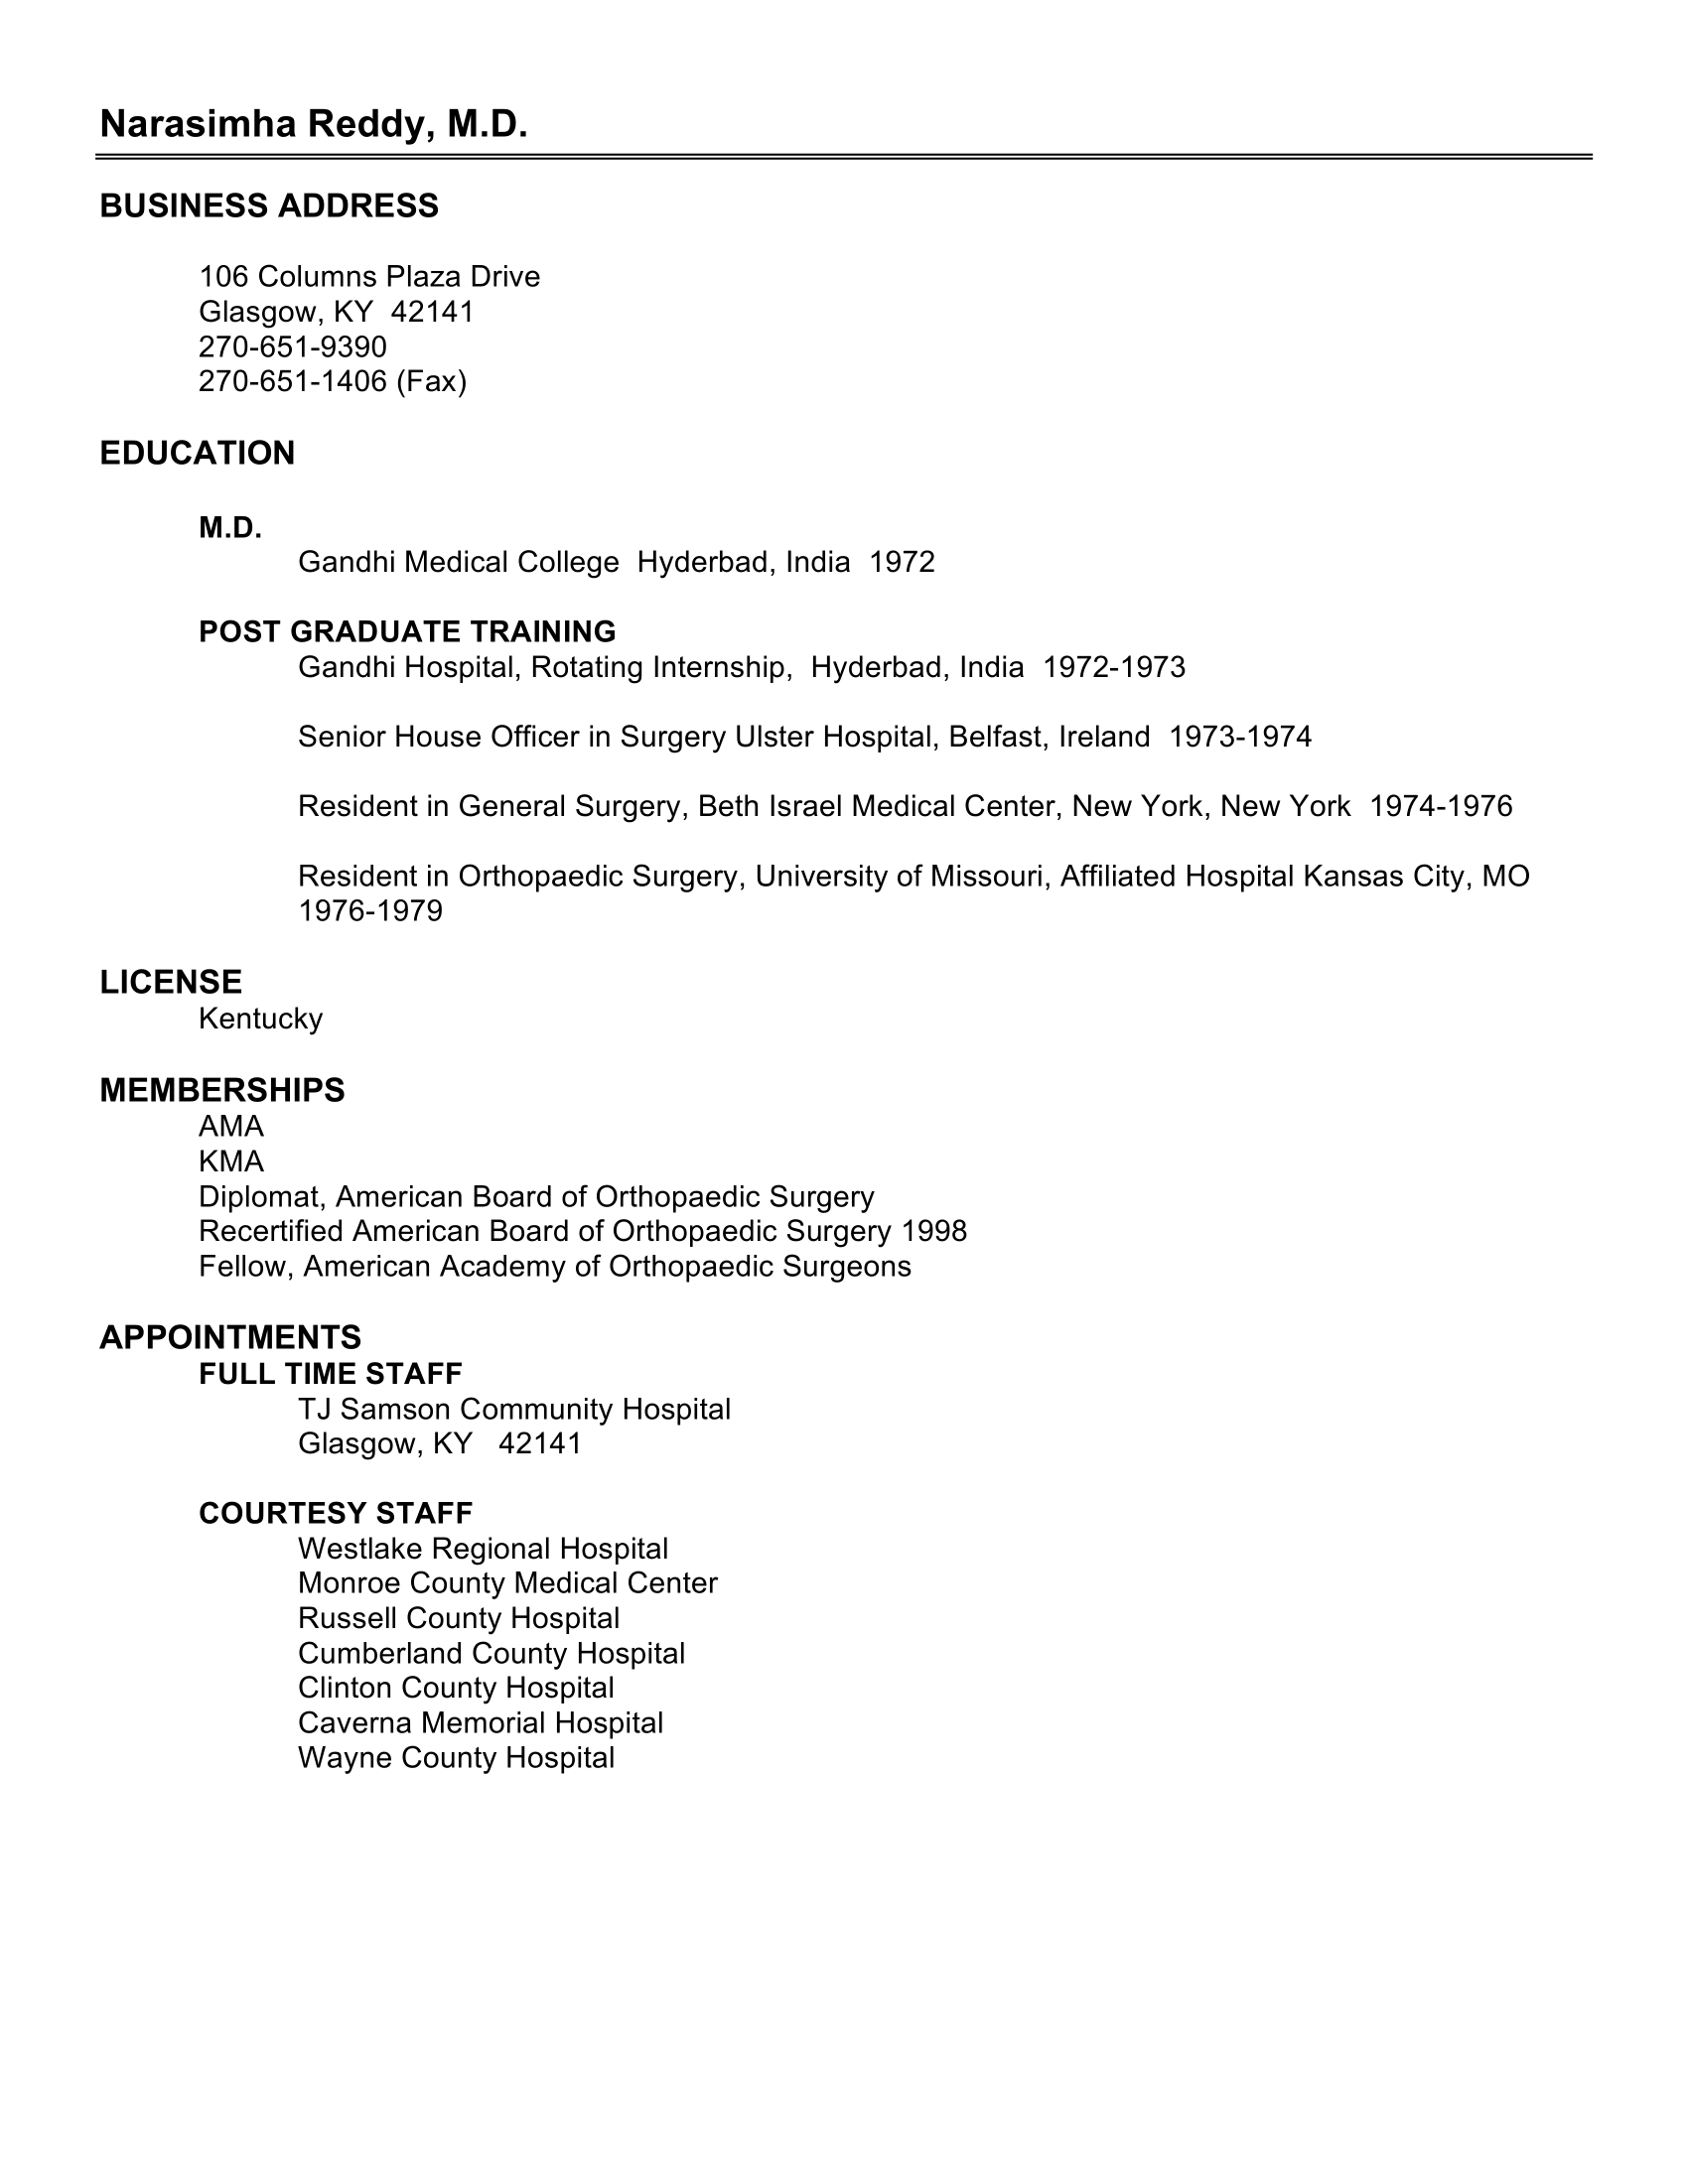 Narasimha Reddy, M.D.
BUSINESS ADDRESS
106 Columns Plaza Drive
Glasgow, KY  42141
270-651-9390
270-651-1406 (Fax)
EDUCATION
M.D.
Gandhi Medical College  Hyderbad, India  1972
POST GRADUATE TRAINING
Gandhi Hospital, Rotating Internship,  Hyderbad, India  1972-1973
Senior House Officer in Surgery Ulster Hospital, Belfast, Ireland  1973-1974
Resident in General Surgery, Beth Israel Medical Center, New York, New York  1974-1976
Resident in Orthopaedic Surgery, University of Missouri, Affiliated Hospital Kansas City, MO
1976-1979
LICENSE
Kentucky
MEMBERSHIPS
AMA
KMA
Diplomat, American Board of Orthopaedic Surgery
Recertified American Board of Orthopaedic Surgery 1998
Fellow, American Academy of Orthopaedic Surgeons
APPOINTMENTS
FULL TIME STAFF
TJ Samson Community Hospital
Glasgow, KY   42141
COURTESY STAFF
Westlake Regional Hospital
Monroe County Medical Center
Russell County Hospital
Cumberland County Hospital
Clinton County Hospital
Caverna Memorial Hospital
Wayne County Hospital